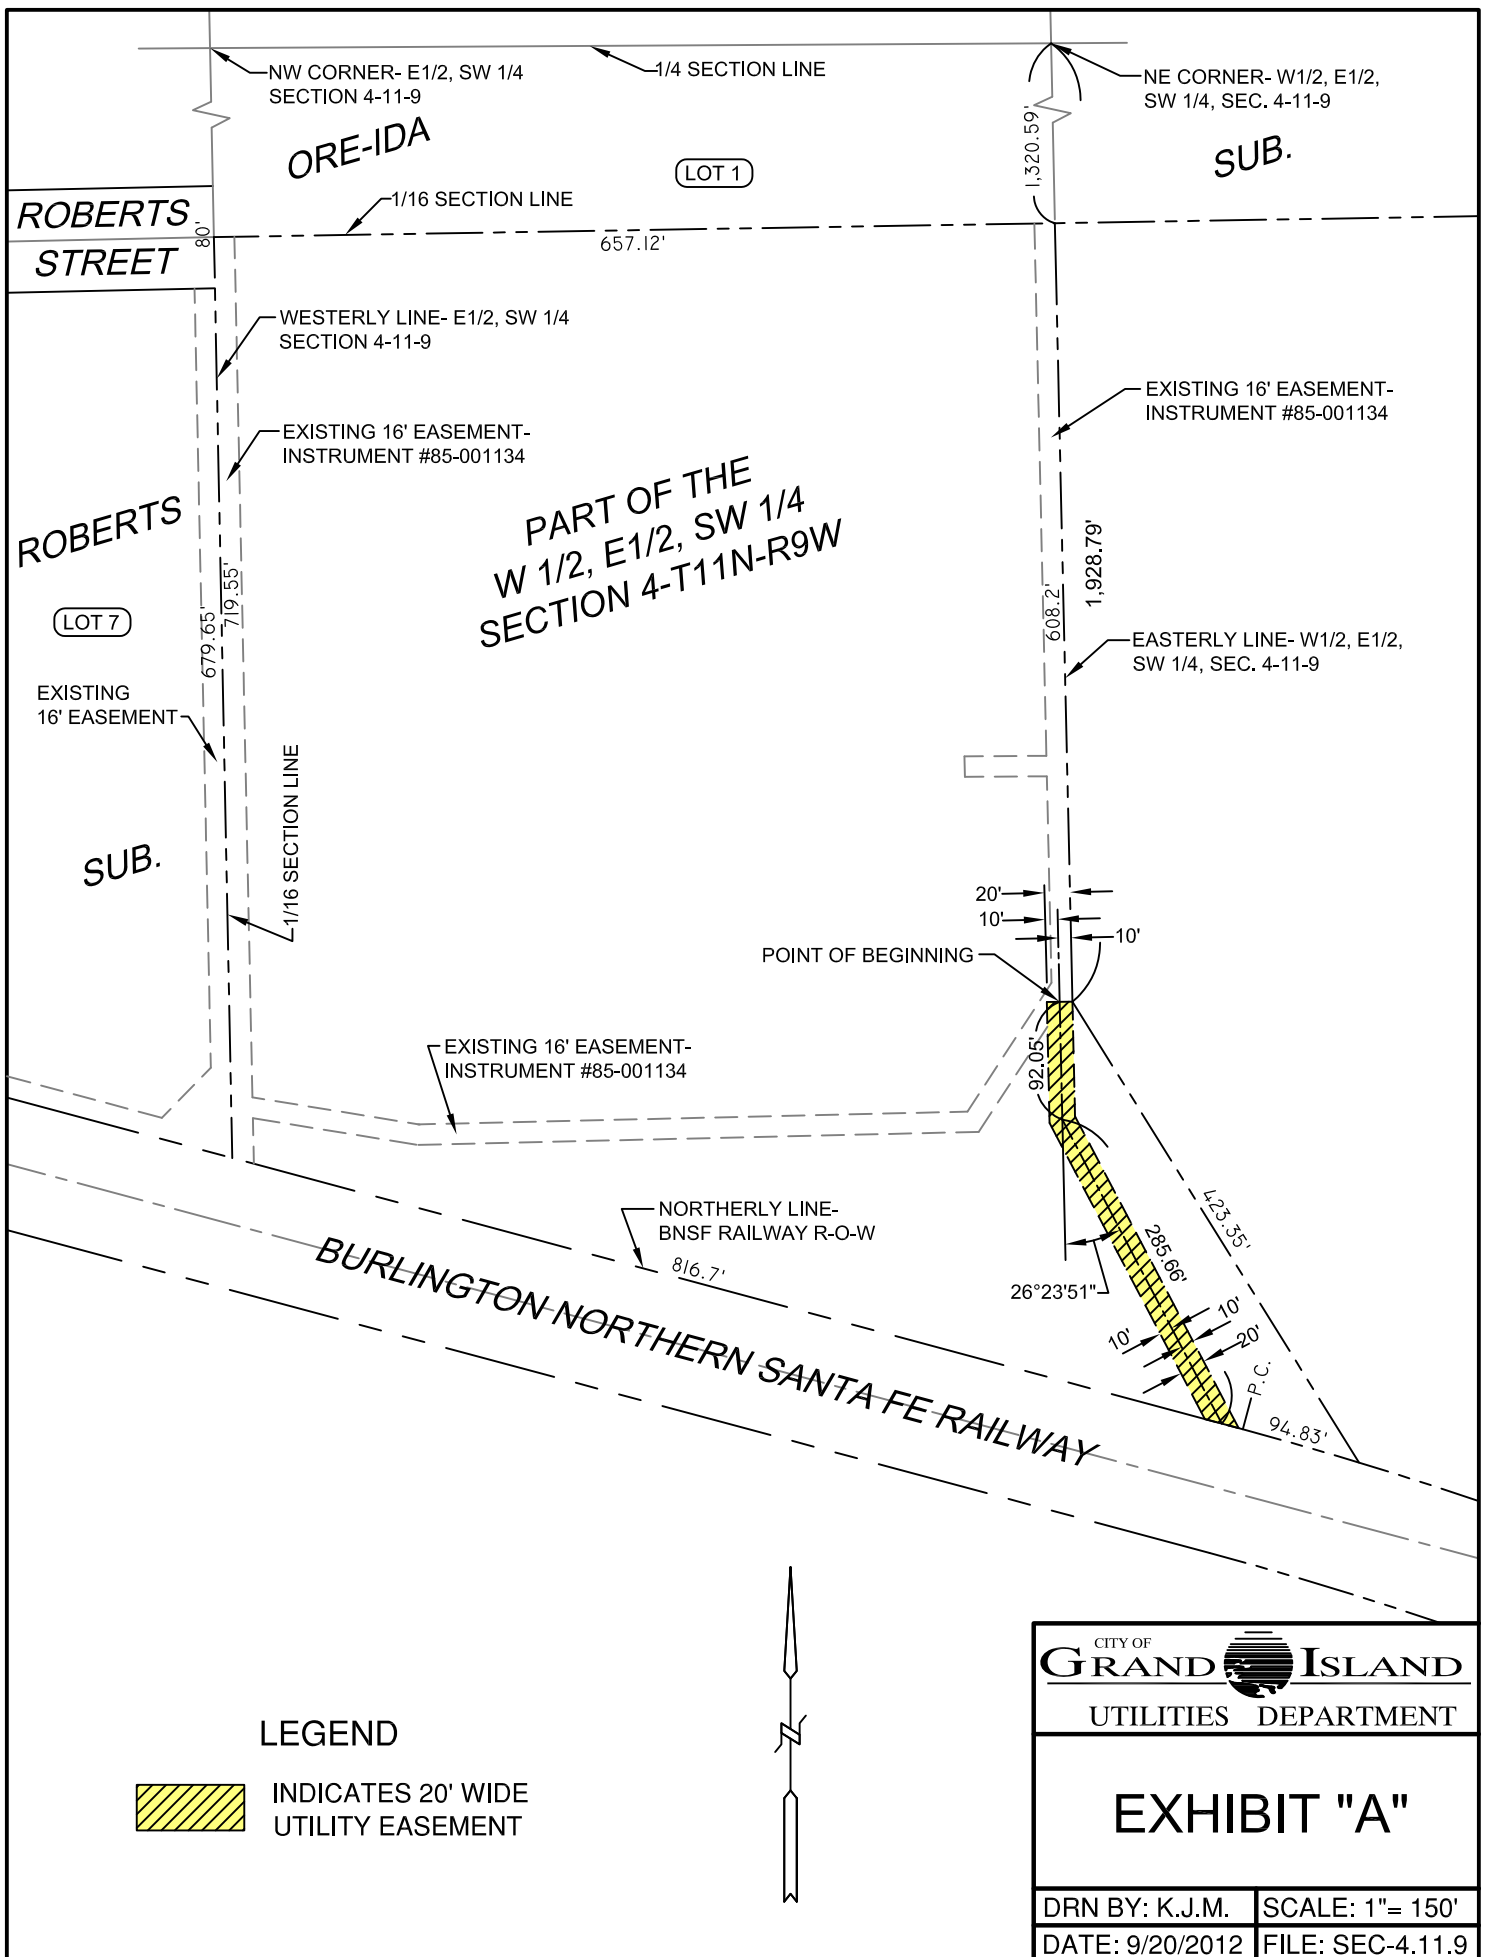 NW CORNER- E1/2, SW 1/4
SECTION 4-11-9
1/4 SECTION LINE
NE CORNER- W1/2, E1/2,
SW 1/4, SEC. 4-11-9
ORE-IDA
LOT 1
1,320.59'
SUB.
ROBERTS
STREET
80'
1/16 SECTION LINE
657.12'
WESTERLY LINE- E1/2, SW 1/4
SECTION 4-11-9
EXISTING 16' EASEMENT-
INSTRUMENT #85-001134
EXISTING 16' EASEMENT-
INSTRUMENT #85-001134
PART OF THE
W 1/2, E1/2, SW 1/4
SECTION 4-T11N-R9W
ROBERTS
LOT 7
679.65'
719.55'
608.2'
1,928.79'
EASTERLY LINE- W1/2, E1/2,
SW 1/4, SEC. 4-11-9
EXISTING
16' EASEMENT
1/16 SECTION LINE
SUB.
20'
10'
10'
POINT OF BEGINNING
92.05'
EXISTING 16' EASEMENT-
INSTRUMENT #85-001134
NORTHERLY LINE-
BNSF RAILWAY R-O-W
816.7'
423.35'
285.66'
26°23'51"
10'
10'
20'
P.C.
94.83'
BURLINGTON NORTHERN SANTA FE RAILWAY
LEGEND
INDICATES 20' WIDE
UTILITY EASEMENT
CITY OF
GRAND ISLAND
UTILITIES DEPARTMENT
EXHIBIT "A"
DRN BY: K.J.M.
SCALE: 1"= 150'
DATE: 9/20/2012
FILE: SEC-4.11.9